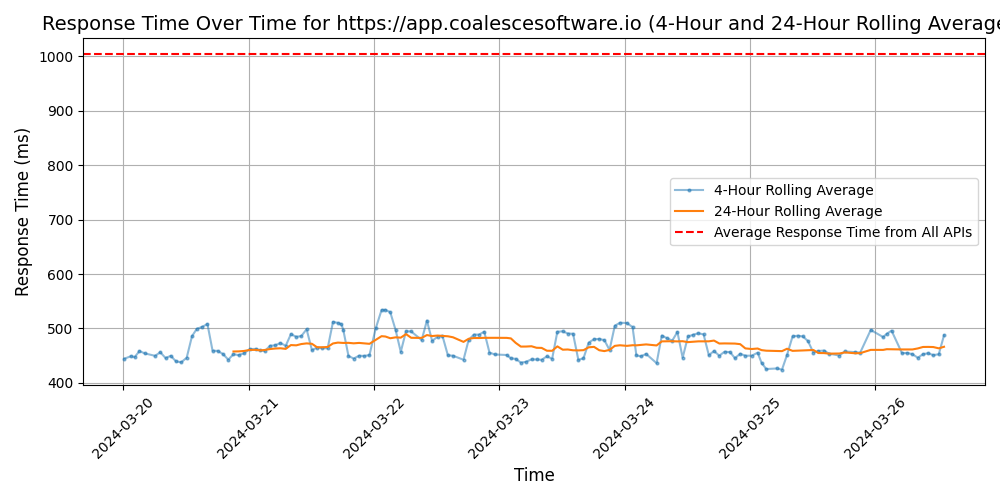 Response Time Over Time for https://app.coalescesoftware.io (4-Hour and 24-Hour Rolling Average
Response Time (ms)
1000
900
800
700
600
500
400
4-Hour Rolling Average
24-Hour Rolling Average
Average Response Time from All APIs
2024-03-20
2024-03-21
2024-03-22
2024-03-23
2024-03-24
2024-03-25
2024-03-26
Time